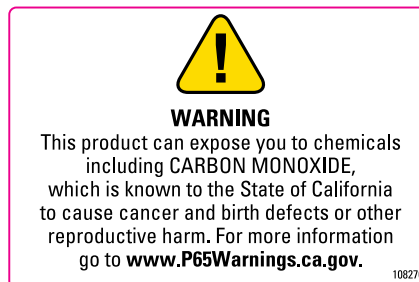 !
WARNING
This product can expose you to chemicals
including CARBON MONOXIDE,
which is known to the State of California
to cause cancer and birth defects or other
reproductive harm. For more information
go to www.P65Warnings.ca.gov.